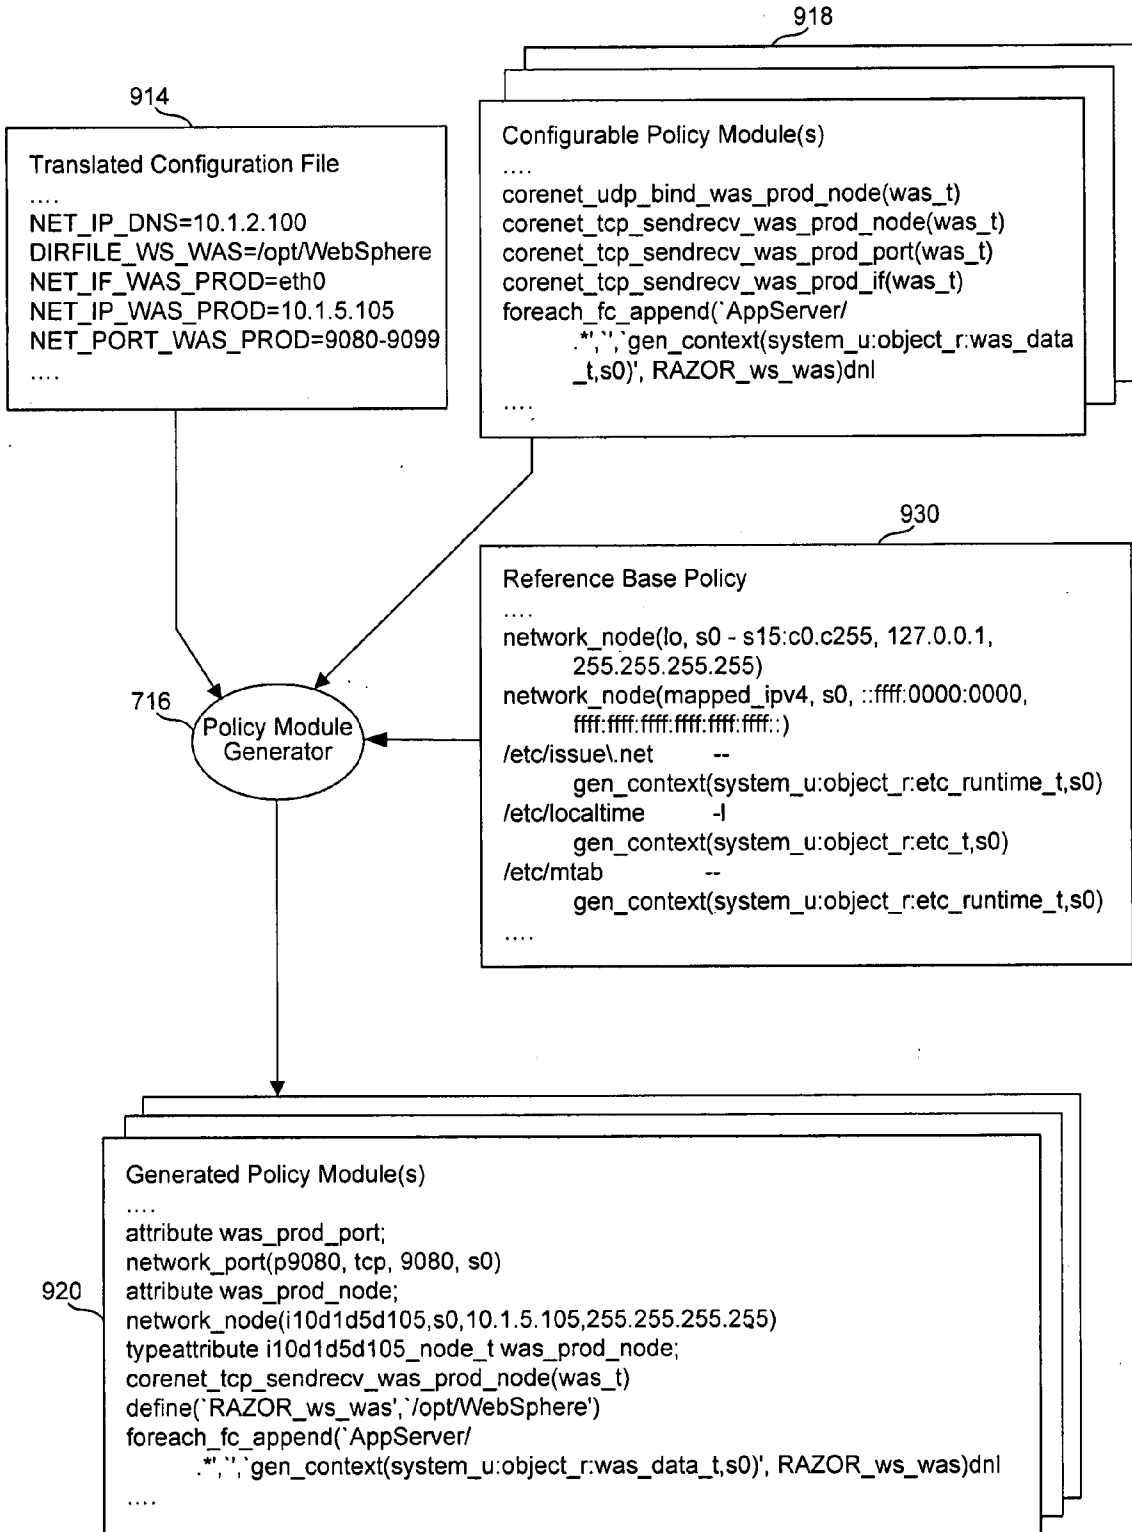 918
914
Translated Configuration File
....
NET_IP_DNS=10.1.2.100
DIRFILE_WS_WAS=/opt/WebSphere
NET_IF_WAS_PROD=eth0
NET_IP_WAS_PROD=10.1.5.105
NET_PORT_WAS_PROD=9080-9099
....
Configurable Policy Module(s)
....
corenet_udp_bind_was_prod_node(was_t)
corenet_tcp_sendrecv_was_prod_node(was_t)
corenet_tcp_sendrecv_was_prod_port(was_t)
corenet_tcp_sendrecv_was_prod_if(was_t)
foreach_fc_append(`AppServer/
.*',`',`gen_context(system_u:object_r:was_data
_t,s0)', RAZOR_ws_was)dnl
....
930
Reference Base Policy
....
network_node(lo, s0 - s15:c0.c255, 127.0.0.1,
255.255.255.255)
network_node(mapped_ipv4, s0, ::ffff:0000:0000,
ffff:ffff:ffff:ffff:ffff:ffff::)
/etc/issue\.net --
gen_context(system_u:object_r:etc_runtime_t,s0)
/etc/localtime -l
gen_context(system_u:object_r:etc_t,s0)
/etc/mtab --
gen_context(system_u:object_r:etc_runtime_t,s0)
....
716
Policy Module
Generator
920
Generated Policy Module(s)
....
attribute was_prod_port;
network_port(p9080, tcp, 9080, s0)
attribute was_prod_node;
network_node(i10d1d5d105,s0,10.1.5.105,255.255.255.255)
typeattribute i10d1d5d105_node_t was_prod_node;
corenet_tcp_sendrecv_was_prod_node(was_t)
define(`RAZOR_ws_was',`/opt/WebSphere')
foreach_fc_append(`AppServer/
.*',`',`gen_context(system_u:object_r:was_data_t,s0)', RAZOR_ws_was)dnl
....